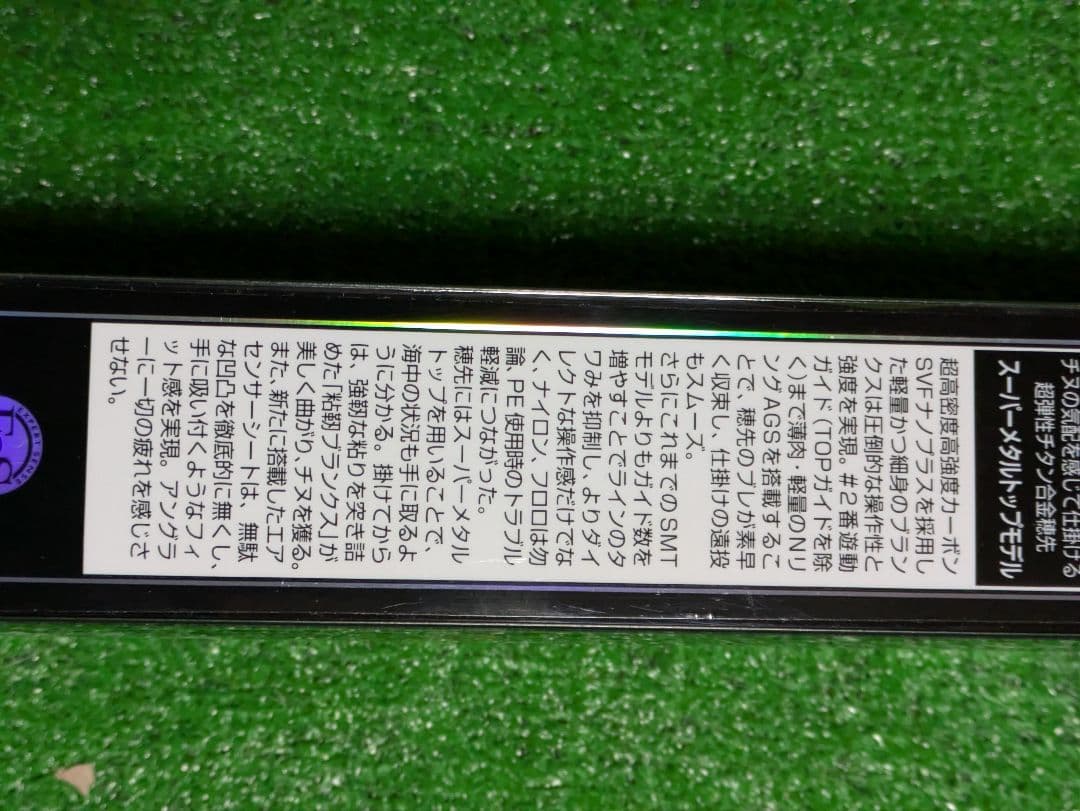 チヌの気配を感じて仕掛ける
超弾性チタン合金穂先
スーパーメタルトップモデル
超高密度高強度カーボン
SVFナノプラスを採用し
た軽量かつ細身のブラン
クスは圧倒的な操作性と
強度を実現。#2番遊動
ガイド(TOPガイドを除
く)まで薄肉・軽量のNリ
ングAGSを搭載するこ
とで、穂先のブレが素早
く収束し、仕掛けの遠投
もスムーズ。
さらにこれまでのSMT
モデルよりもガイド数を
増やすことでラインのタ
ワみを抑制し、よりダイ
レクトな操作感だけでな
く、ナイロン、フロロは勿
論、PE使用時のトラブル
軽減につながった。
穂先にはスーパーメタル
トップを用いることで、
海中の状況も手に取るよ
うに分かる。掛けてから
は、強靭な粘りを突き詰
めた「粘靭ブランクス」が
美しく曲がり、チヌを獲る。
また、新たに搭載したエア
センサーシートは、無駄
な凹凸を徹底的に無くし、
手に吸い付くようなフィ
ット感を実現。アングラ
ーに一切の疲れを感じさ
せない。
EXPERT SENSE